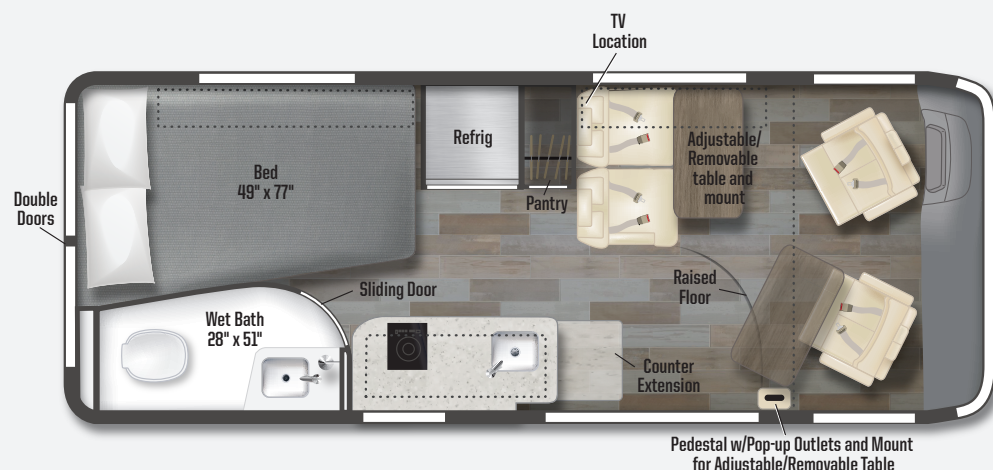 TV
Location
Refrig
Adjustable/
Removable
table and
mount
Bed
49" x 77"
Pantry
Double
Doors
Raised
Floor
Sliding Door
Wet Bath
28" x 51"
Counter
Extension
Pedestal w/Pop-up Outlets and Mount
for Adjustable/Removable Table